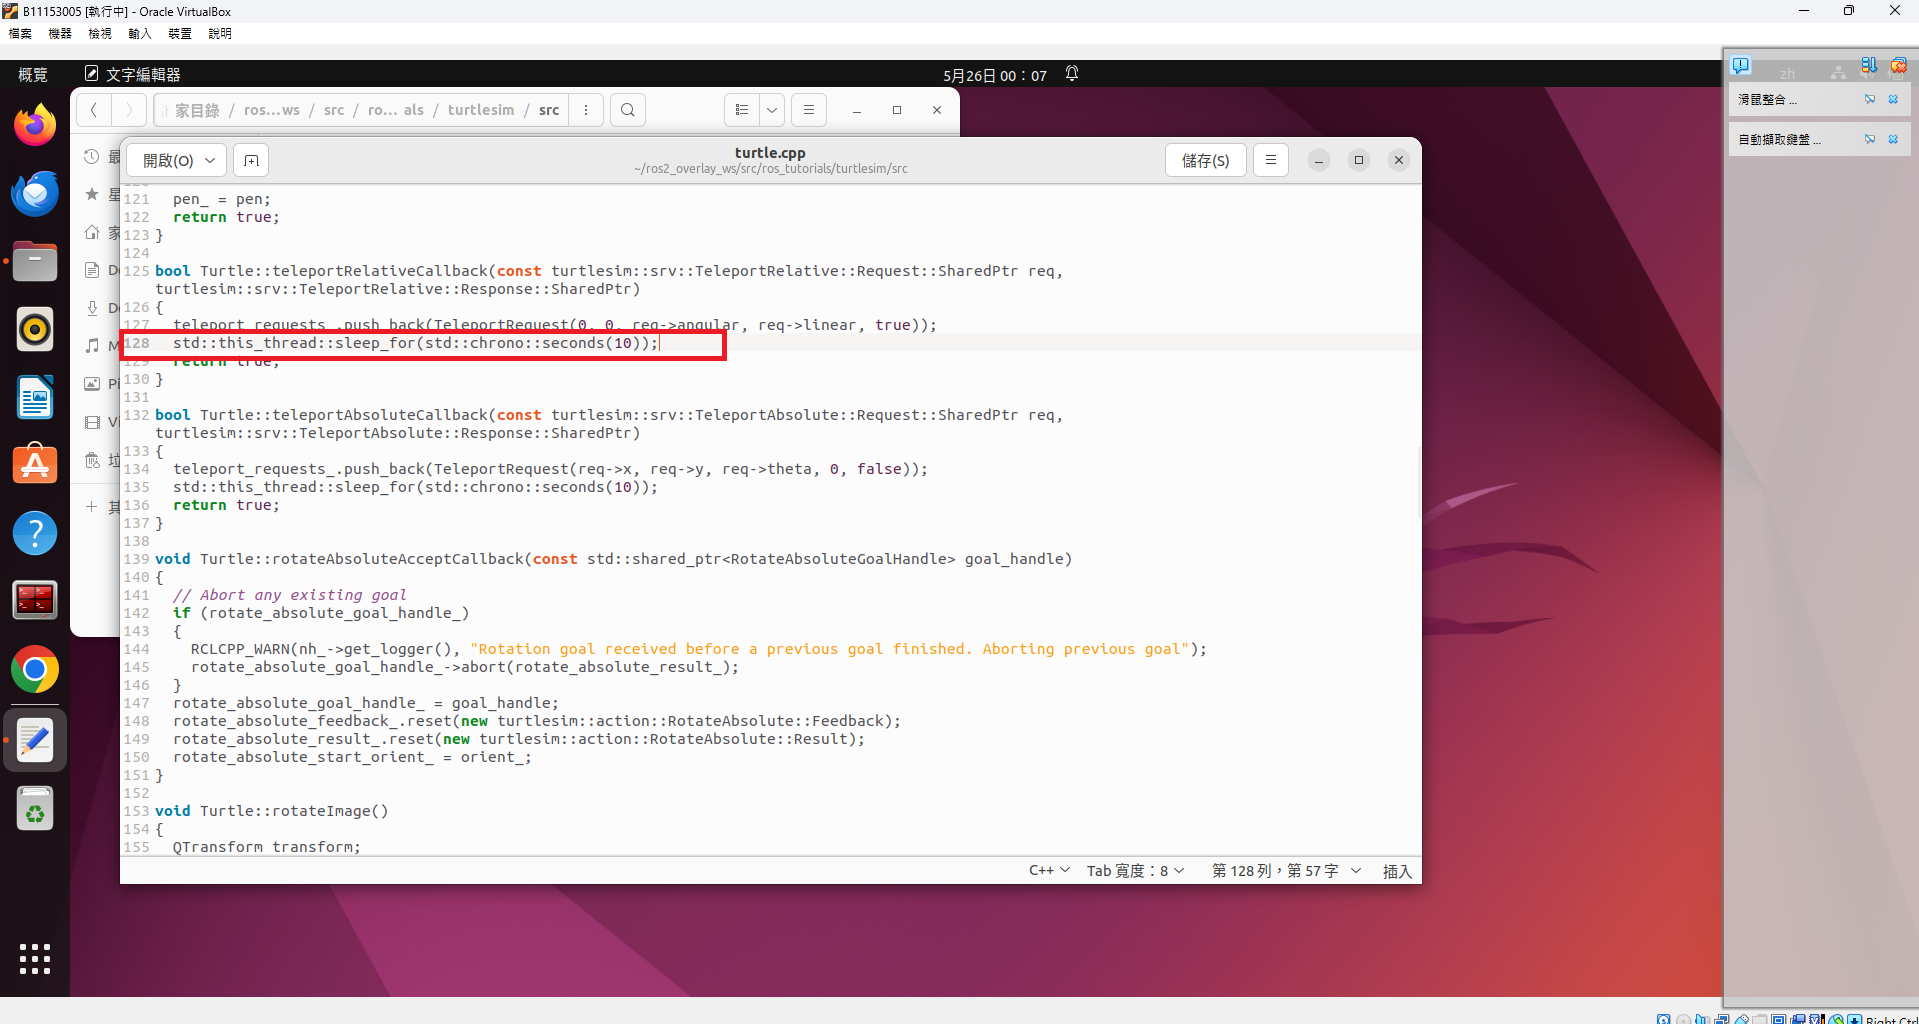 B11153005 [執行中] - Oracle VirtualBox
檔案 機器 檢視 輸入 裝置 說明
概覽 文字編輯器 5月26日 00：07 zh
家目錄 / ros...ws / src / ro... als / turtlesim / src
開啟(O) turtle.cpp 儲存(S)
~/ros2_overlay_ws/src/ros_tutorials/turtlesim/src
滑鼠整合 ...
自動擷取鍵盤 ...
121 pen_ = pen;
122 return true;
123 }
124
125 bool Turtle::teleportRelativeCallback(const turtlesim::srv::TeleportRelative::Request::SharedPtr req,
turtlesim::srv::TeleportRelative::Response::SharedPtr)
126 {
127 teleport_requests_.push_back(TeleportRequest(0, 0, req->angular, req->linear, true));
128 std::this_thread::sleep_for(std::chrono::seconds(10));
129 return true;
130 }
131
132 bool Turtle::teleportAbsoluteCallback(const turtlesim::srv::TeleportAbsolute::Request::SharedPtr req,
turtlesim::srv::TeleportAbsolute::Response::SharedPtr)
133 {
134 teleport_requests_.push_back(TeleportRequest(req->x, req->y, req->theta, 0, false));
135 std::this_thread::sleep_for(std::chrono::seconds(10));
136 return true;
137 }
138
139 void Turtle::rotateAbsoluteAcceptCallback(const std::shared_ptr<RotateAbsoluteGoalHandle> goal_handle)
140 {
141 // Abort any existing goal
142 if (rotate_absolute_goal_handle_)
143 {
144 RCLCPP_WARN(nh_->get_logger(), "Rotation goal received before a previous goal finished. Aborting previous goal");
145 rotate_absolute_goal_handle_->abort(rotate_absolute_result_);
146 }
147 rotate_absolute_goal_handle_ = goal_handle;
148 rotate_absolute_feedback_.reset(new turtlesim::action::RotateAbsolute::Feedback);
149 rotate_absolute_result_.reset(new turtlesim::action::RotateAbsolute::Result);
150 rotate_absolute_start_orient_ = orient_;
151 }
152
153 void Turtle::rotateImage()
154 {
155 QTransform transform;
C++ Tab 寬度：8 第 128 列，第 57 字 插入
Right Ctrl